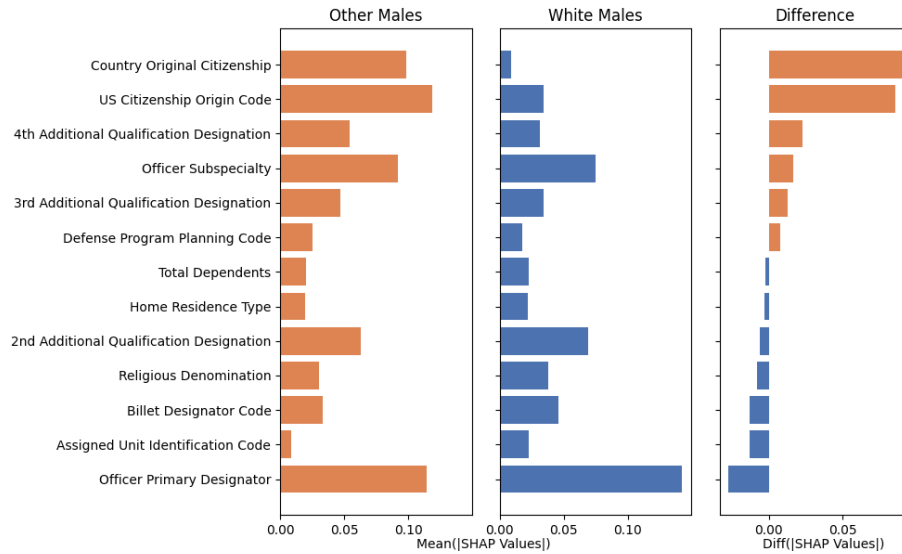 Other Males
White Males
Difference
Country Original Citizenship
US Citizenship Origin Code
4th Additional Qualification Designation
Officer Subspecialty
3rd Additional Qualification Designation
Defense Program Planning Code
Total Dependents
Home Residence Type
2nd Additional Qualification Designation
Religious Denomination
Billet Designator Code
Assigned Unit Identification Code
Officer Primary Designator
0.00 0.05 0.10
0.00 0.05 0.10
0.00 0.05
Mean(|SHAP Values|)
Diff(|SHAP Values|)